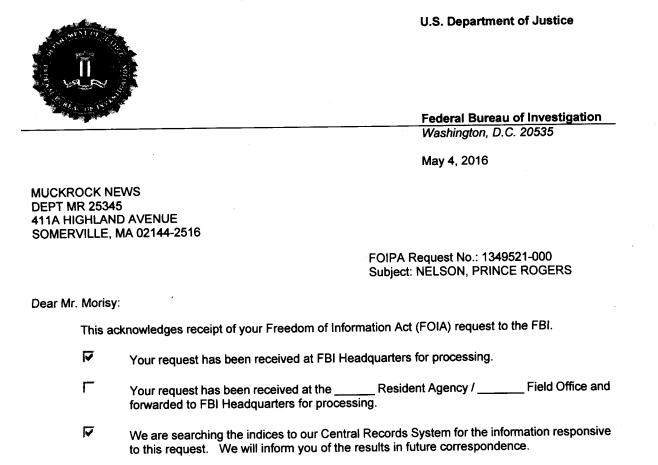 U.S. Department of Justice
Federal Bureau of Investigation
Washington, D.C. 20535
May 4, 2016
MUCKROCK NEWS
DEPT MR 25345
411A HIGHLAND AVENUE
SOMERVILLE, MA 02144-2516
FOIPA Request No.: 1349521-000
Subject: NELSON, PRINCE ROGERS
Dear Mr. Morisy:
This acknowledges receipt of your Freedom of Information Act (FOIA) request to the FBI.
Your request has been received at FBI Headquarters for processing.
Your request has been received at the ______ Resident Agency / _______ Field Office and
forwarded to FBI Headquarters for processing.
We are searching the indices to our Central Records System for the information responsive
to this request. We will inform you of the results in future correspondence.